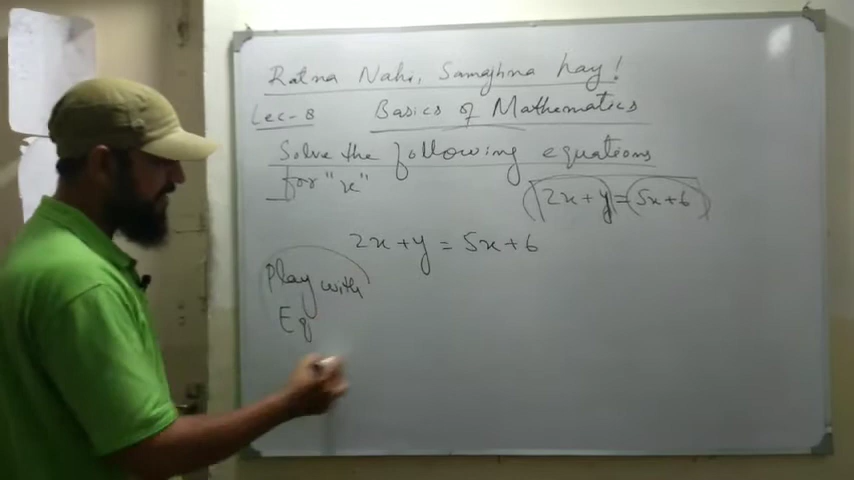 Ratna Nahi, Samajhna hay!
Lec-8 Basics of Mathematics
Solve the following equations
for "x"
2x+y=5x+6
2x+y=5x+6
Play with
Eq